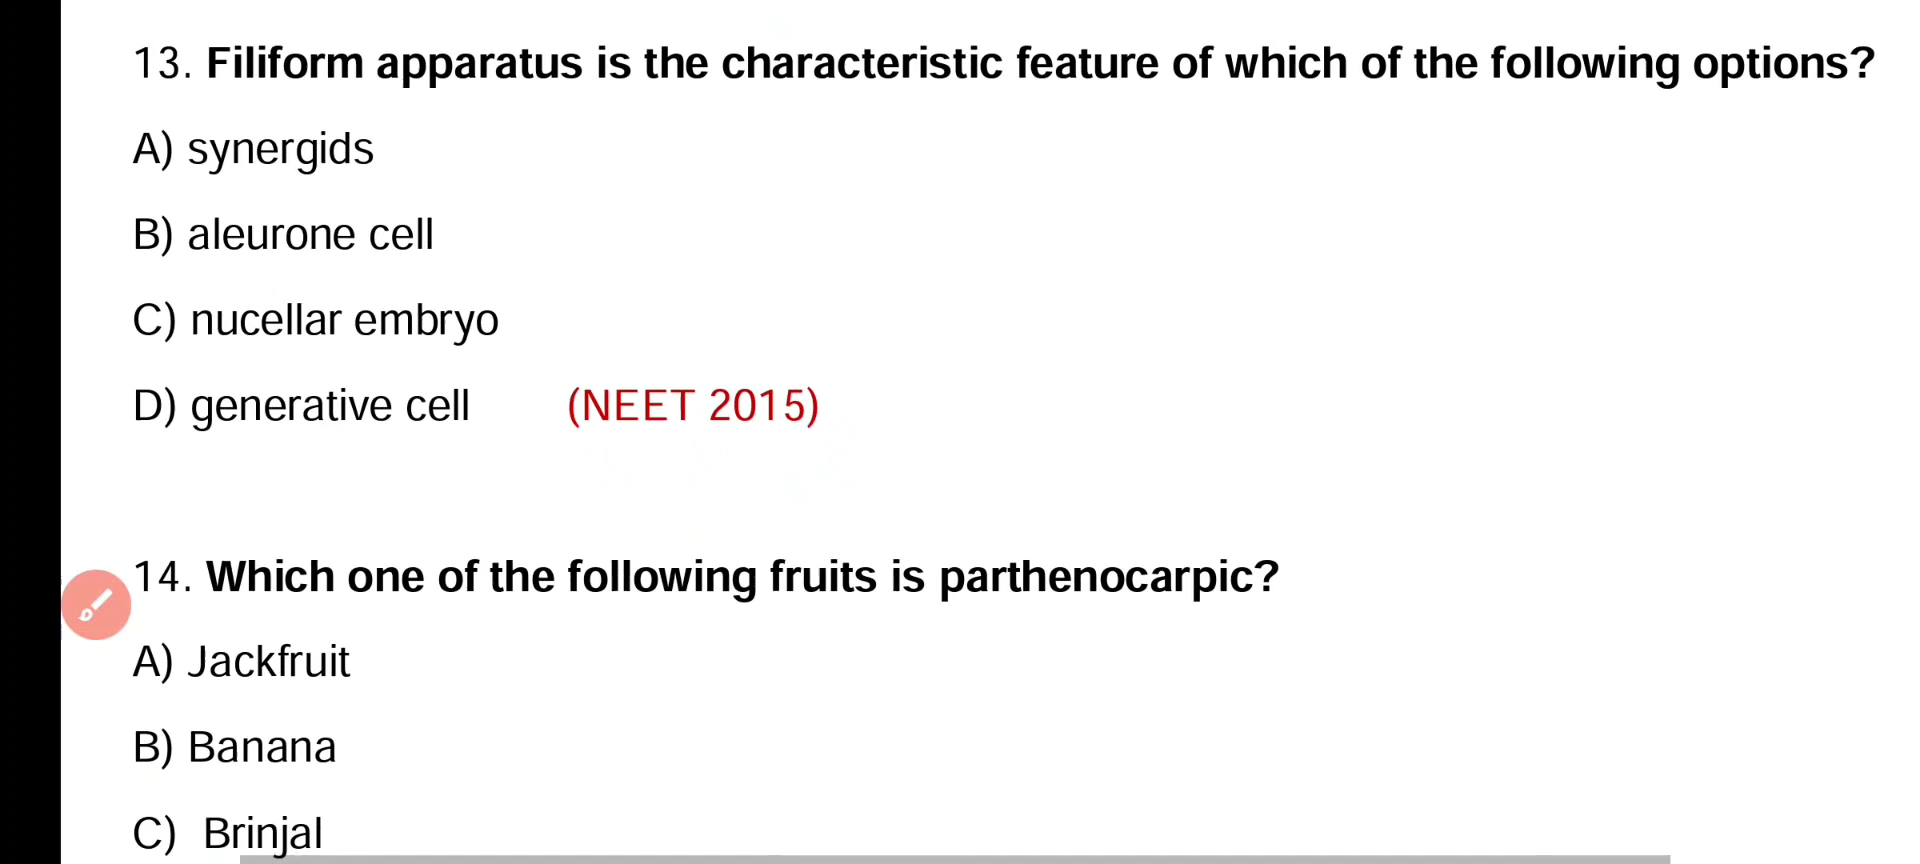 13. Filiform apparatus is the characteristic feature of which of the following options?
A) synergids
B) aleurone cell
C) nucellar embryo
D) generative cell (NEET 2015)
14. Which one of the following fruits is parthenocarpic?
A) Jackfruit
B) Banana
C) Brinjal